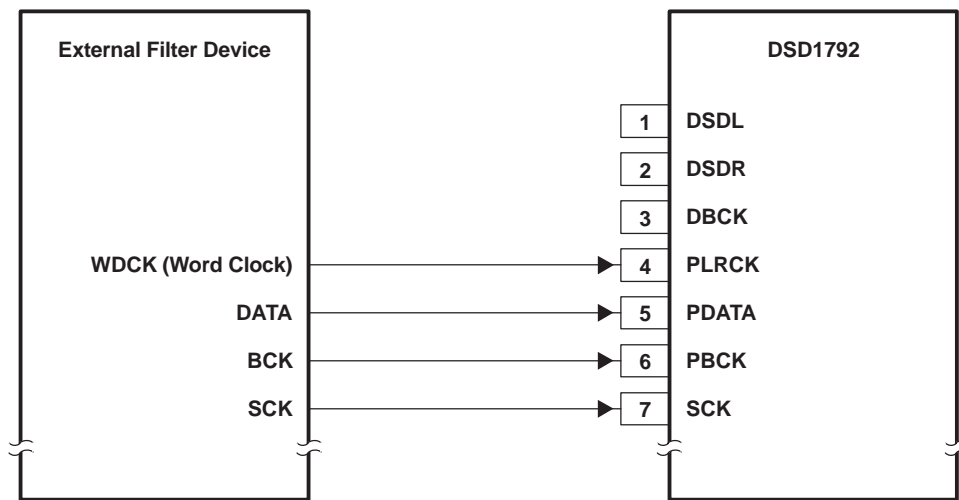 External Filter Device
DSD1792
1 DSDL
2 DSDR
3 DBCK
WDCK (Word Clock) 4 PLRCK
DATA 5 PDATA
BCK 6 PBCK
SCK 7 SCK